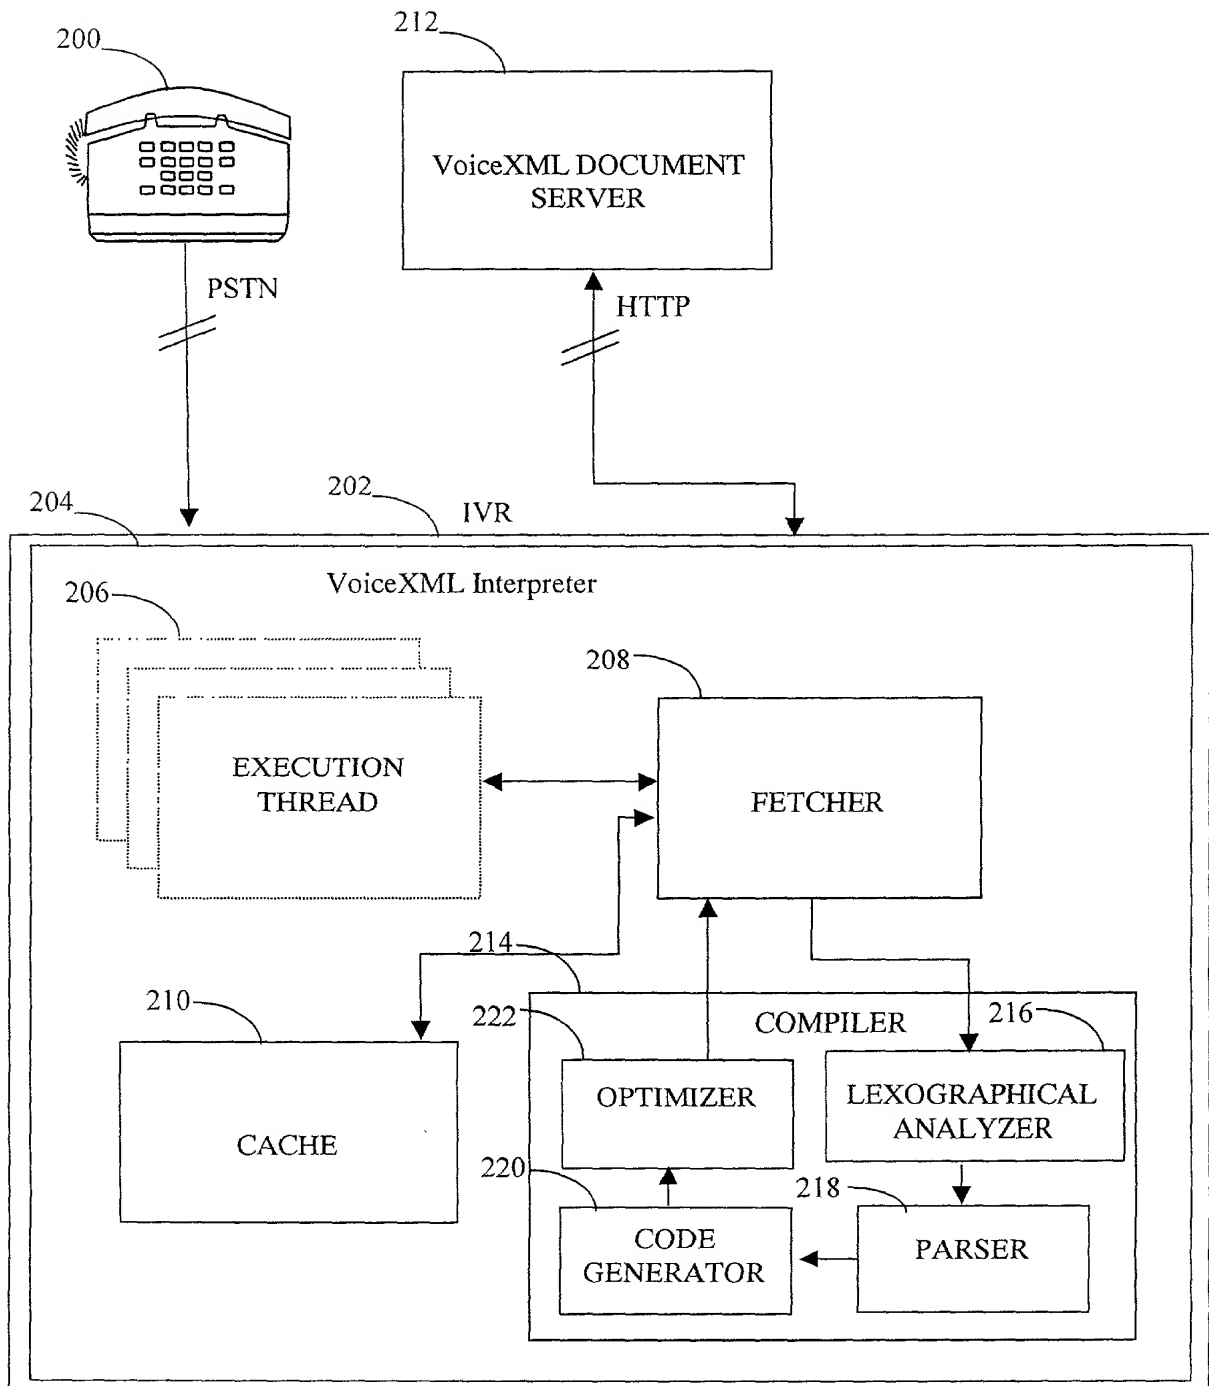 200
212
VoiceXML DOCUMENT
SERVER
PSTN
HTTP
204
202
IVR
VoiceXML Interpreter
206
208
EXECUTION
THREAD
FETCHER
214
210
222
COMPILER
216
OPTIMIZER
LEXOGRAPHICAL
ANALYZER
CACHE
220
218
CODE
GENERATOR
PARSER